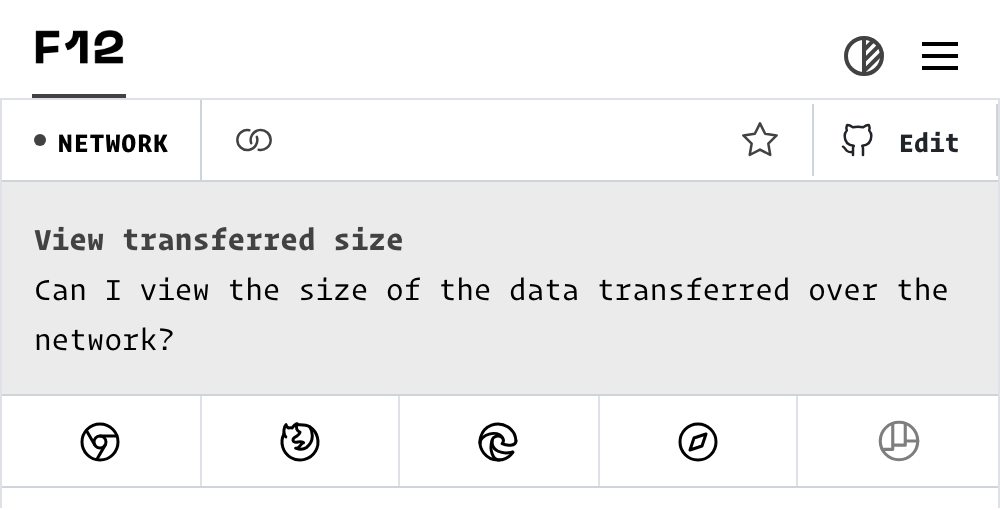 F12
NETWORK
Edit
View transferred size
Can I view the size of the data transferred over the
network?